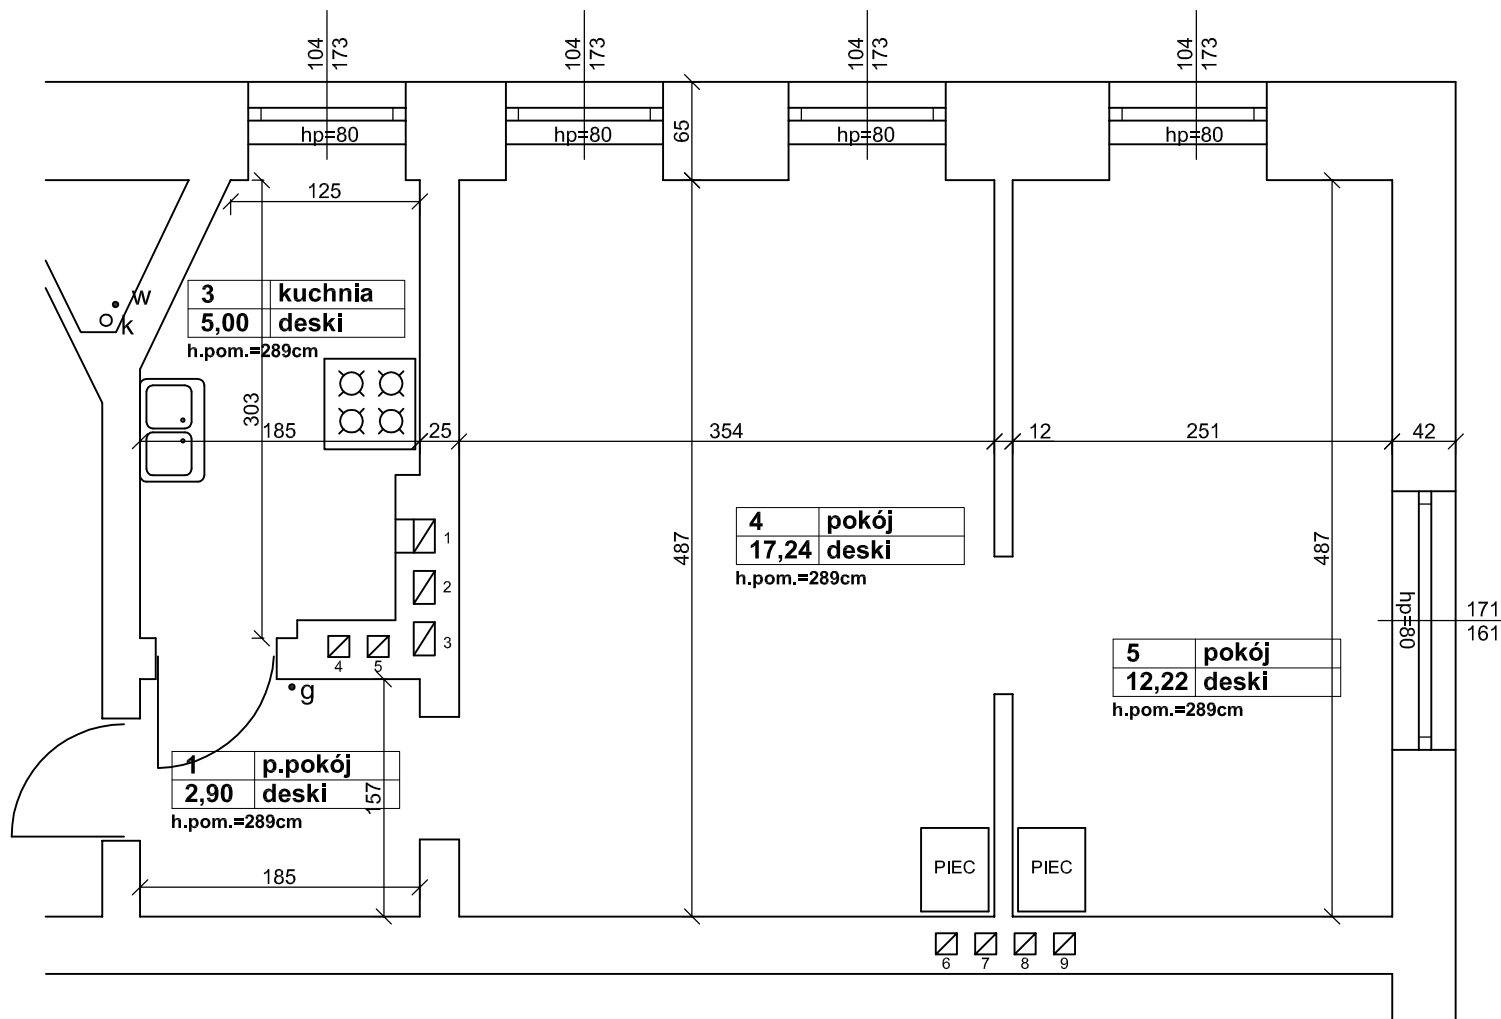 104 173
104 173
104 173
104 173
hp=80
hp=80
hp=80
hp=80
65
125
3 kuchnia
5,00 deski
h.pom.=289cm
w
k
303
185
25
354
12
251
42
1
2
3
4
5
g
487
4 pokój
17,24 deski
h.pom.=289cm
487
hp=80
171
161
5 pokój
12,22 deski
h.pom.=289cm
1 p.pokój
2,90 deski
h.pom.=289cm
157
185
PIEC
PIEC
6
7
8
9